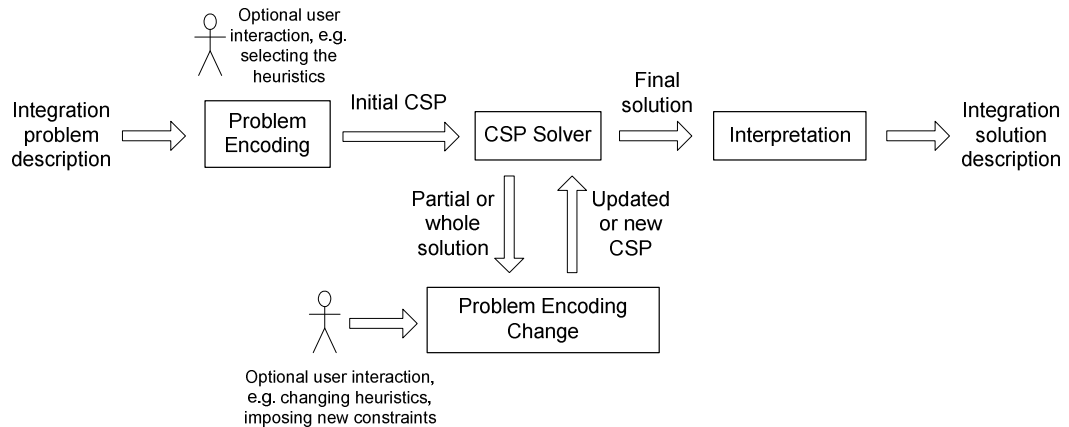 Optional user
interaction, e.g.
selecting the
heuristics
Integration
problem
description
Problem
Encoding
Initial CSP
CSP Solver
Final
solution
Interpretation
Integration
solution
description
Partial or
whole
solution
Updated
or new
CSP
Problem Encoding
Change
Optional user interaction,
e.g. changing heuristics,
imposing new constraints